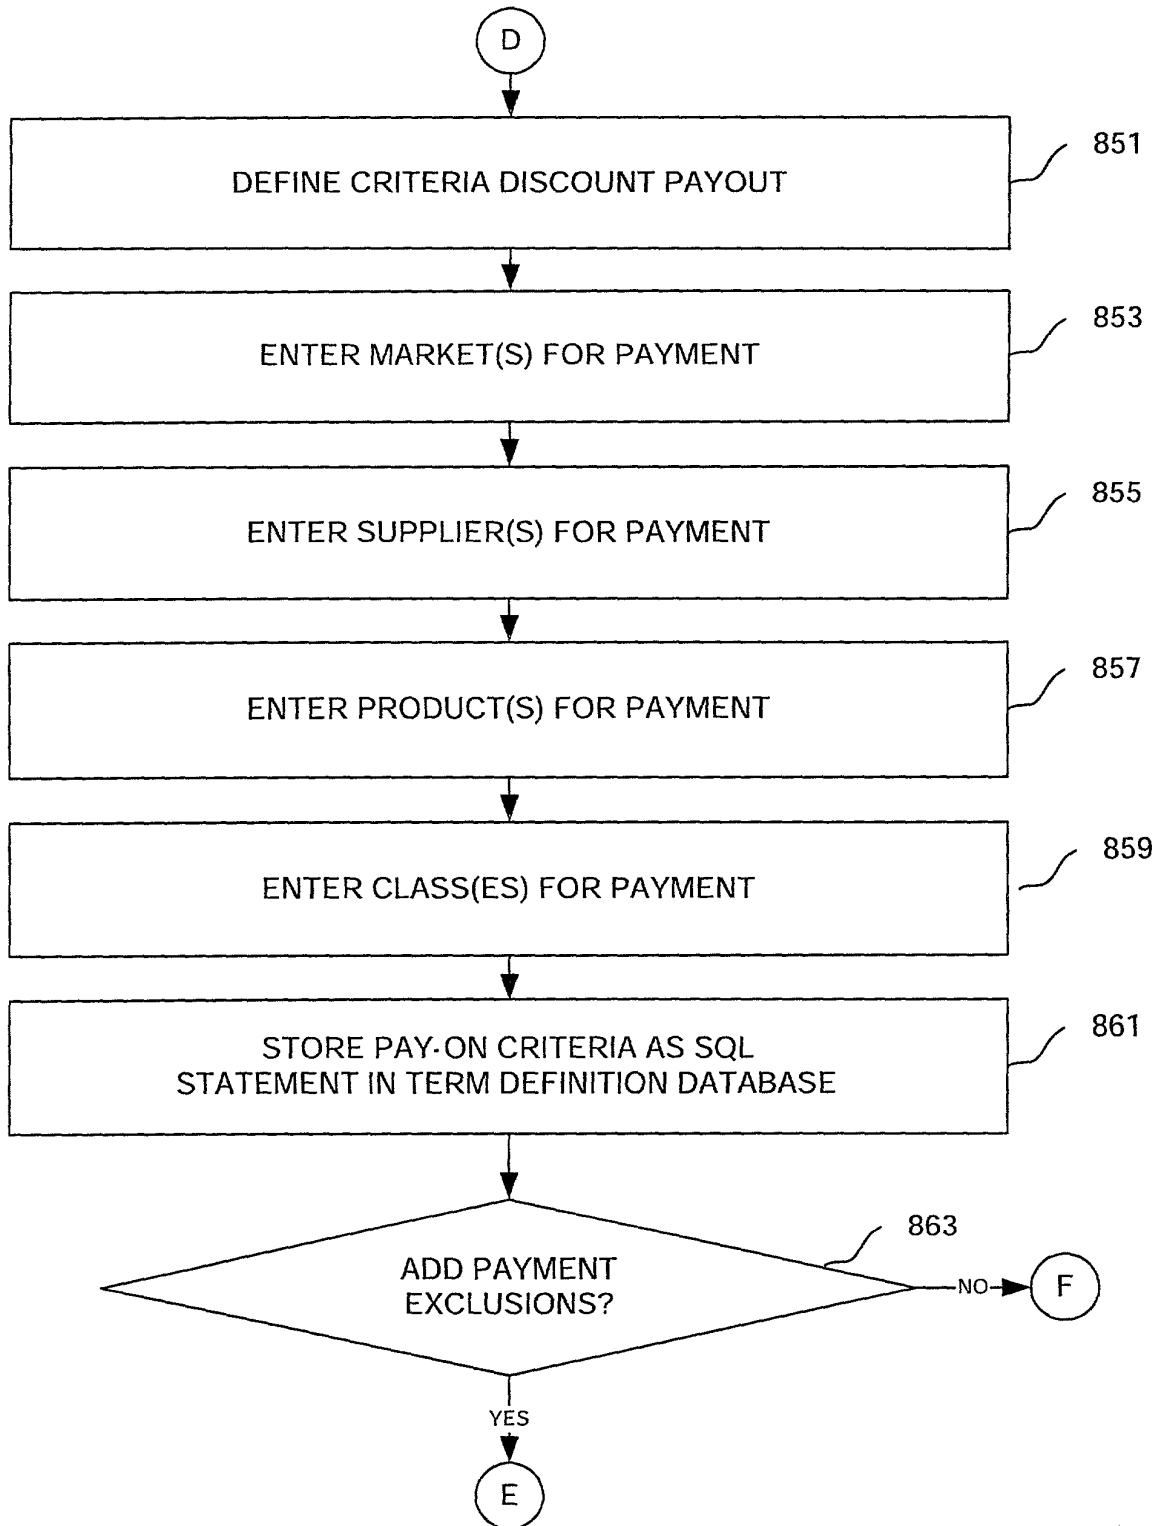 D
DEFINE CRITERIA DISCOUNT PAYOUT
851
ENTER MARKET(S) FOR PAYMENT
853
ENTER SUPPLIER(S) FOR PAYMENT
855
ENTER PRODUCT(S) FOR PAYMENT
857
ENTER CLASS(ES) FOR PAYMENT
859
STORE PAY-ON CRITERIA AS SQL
STATEMENT IN TERM DEFINITION DATABASE
861
ADD PAYMENT
EXCLUSIONS?
863
NO
F
YES
E